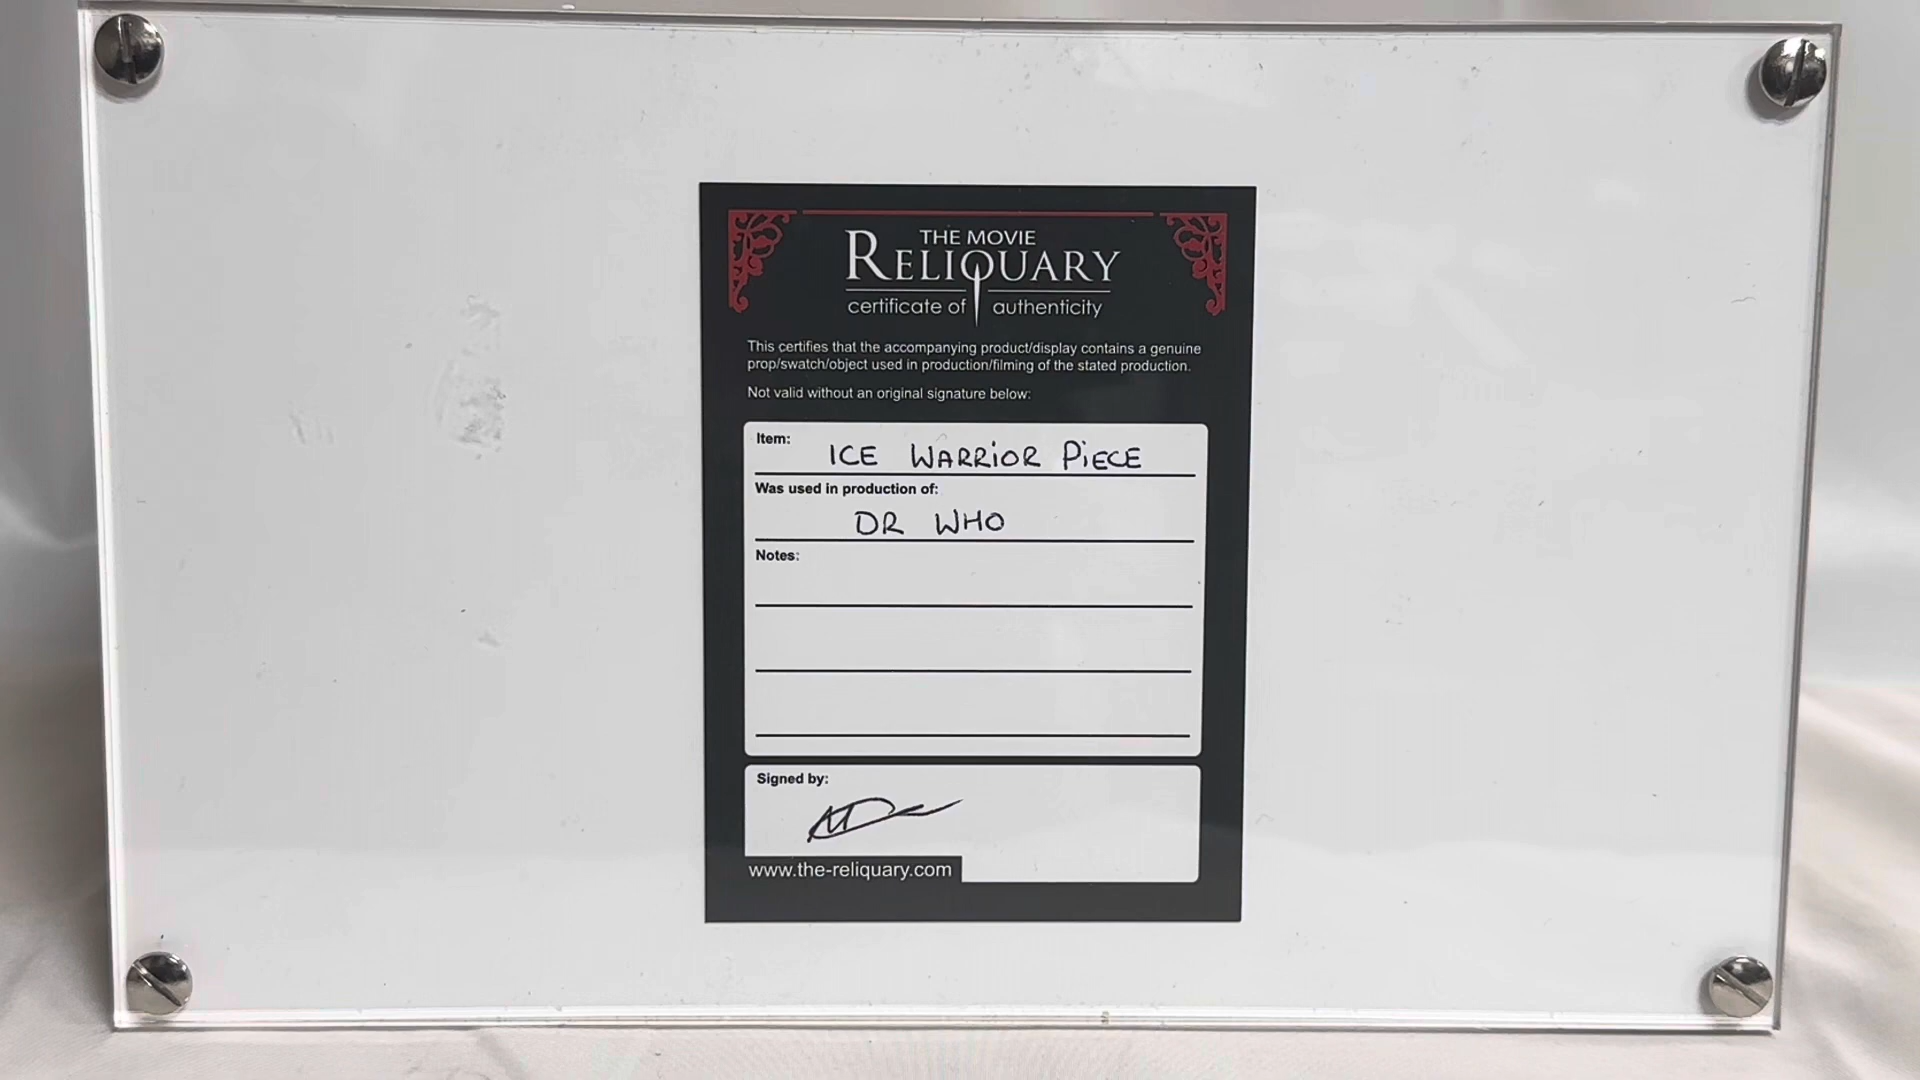 THE MOVIE
RELIQUARY
certificate of authenticity
This certifies that the accompanying product/display contains a genuine
prop/swatch/object used in production/filming of the stated production.
Not valid without an original signature below:
Item: ICE WARRIOR PIECE
Was used in production of:
DR WHO
Notes:
Signed by:
www.the-reliquary.com